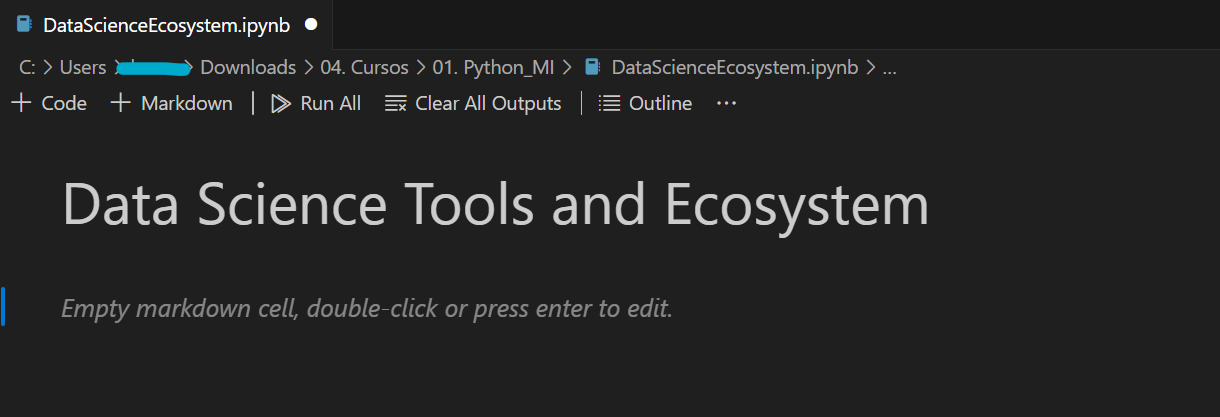 DataScienceEcosystem.ipynb
C: > Users > > Downloads > 04. Cursos > 01. Python_MI > DataScienceEcosystem.ipynb > ...
+ Code + Markdown | Run All Clear All Outputs | Outline ...
Data Science Tools and Ecosystem
Empty markdown cell, double-click or press enter to edit.